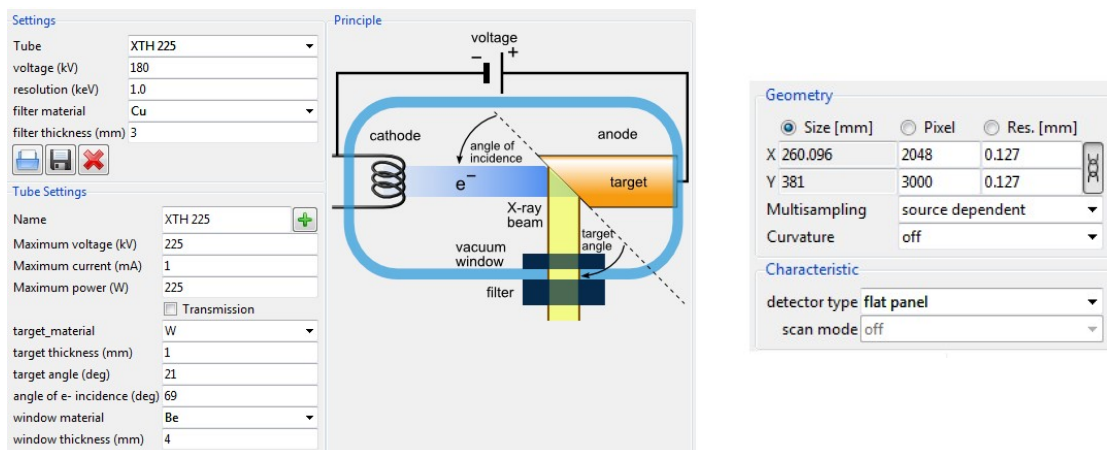 Settings
Tube XTH 225
voltage (kV) 180
resolution (keV) 1.0
filter material Cu
filter thickness (mm) 3
Tube Settings
Name XTH 225
Maximum voltage (kV) 225
Maximum current (mA) 1
Maximum power (W) 225
Transmission
target_material W
target thickness (mm) 1
target angle (deg) 21
angle of e- incidence (deg) 69
window material Be
window thickness (mm) 4
Principle
voltage
− +
cathode
angle of
incidence
anode
e−
target
X-ray
beam
target
angle
vacuum
window
filter
Geometry
Size [mm] Pixel Res. [mm]
X 260.096 2048 0.127
Y 381 3000 0.127
Multisampling source dependent
Curvature off
Characteristic
detector type flat panel
scan mode off